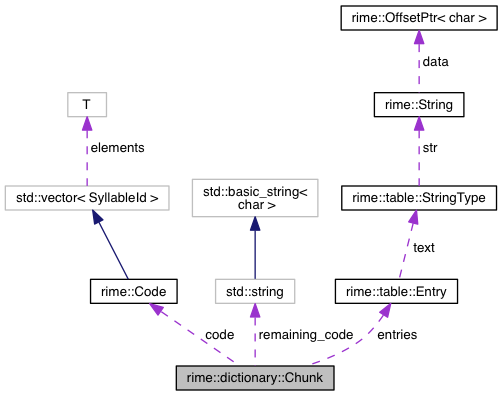 rime::OffsetPtr< char >
data
T
rime::String
elements
str
std::vector< SyllableId >
std::basic_string<
char >
rime::table::StringType
text
rime::Code
std::string
rime::table::Entry
code
remaining_code
entries
rime::dictionary::Chunk